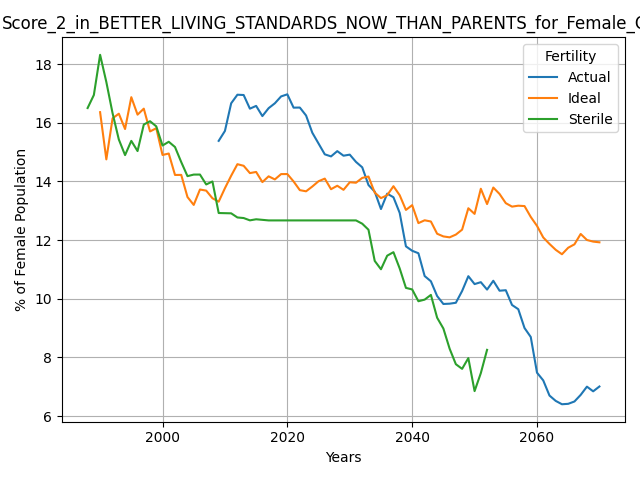 Score_2_in_BETTER_LIVING_STANDARDS_NOW_THAN_PARENTS_for_Female_
Fertility
Actual
Ideal
Sterile
% of Female Population
18
16
14
12
10
8
6
2000 2020 2040 2060
Years